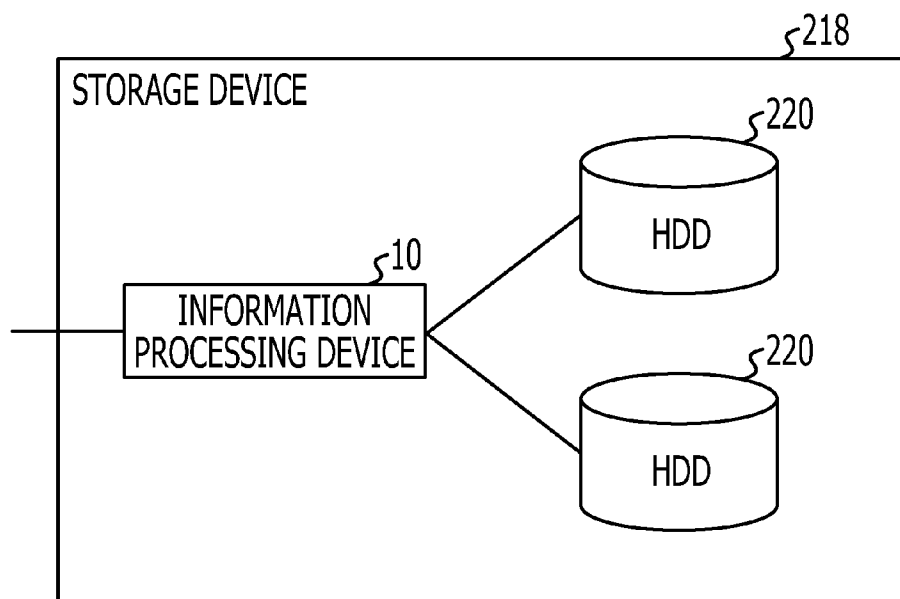 218
STORAGE DEVICE
220
HDD
10
INFORMATION
PROCESSING DEVICE
220
HDD